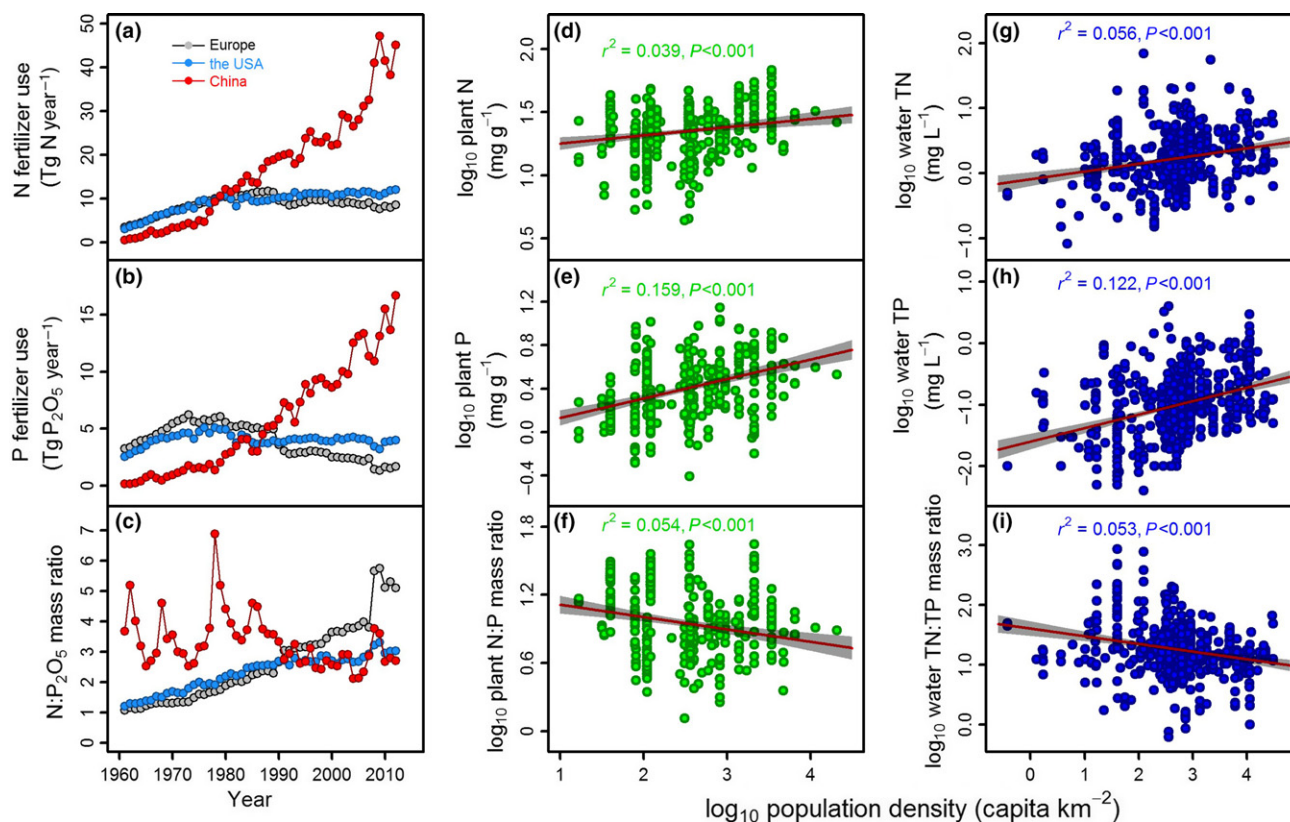 (a)
Europe
the USA
China
N fertilizer use
(Tg N year⁻¹)
0
10
20
30
40
50
(b)
P fertilizer use
(Tg P₂O₅ year⁻¹)
0
5
10
15
(c)
N:P₂O₅ mass ratio
0
1
2
3
4
5
6
7
1960
1970
1980
1990
2000
2010
Year
(d)
r² = 0.039, P<0.001
log₁₀ plant N
(mg g⁻¹)
0.5
1.0
1.5
2.0
(e)
r² = 0.159, P<0.001
log₁₀ plant P
(mg g⁻¹)
−0.4
0.0
0.4
0.8
1.2
(f)
r² = 0.054, P<0.001
log₁₀ plant N:P mass ratio
0
0.6
1.2
1.8
1
2
3
4
(g)
r² = 0.056, P<0.001
log₁₀ water TN
(mg L⁻¹)
−1.0
0.0
1.0
2.0
(h)
r² = 0.122, P<0.001
log₁₀ water TP
(mg L⁻¹)
−2.0
−1.0
0.0
1.0
(i)
r² = 0.053, P<0.001
log₁₀ water TN:TP mass ratio
0.0
1.0
2.0
3.0
0
1
2
3
4
log₁₀ population density (capita km⁻²)